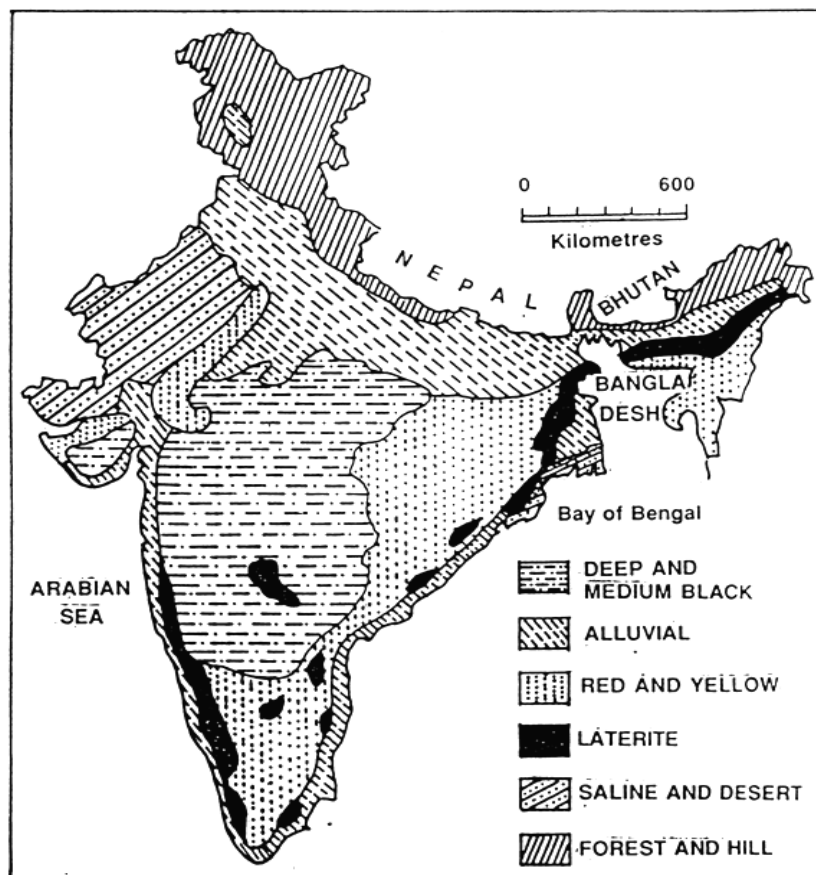 0 600
Kilometres
NEPAL
BHUTAN
BANGLA
DESH
Bay of Bengal
ARABIAN
SEA
DEEP AND
MEDIUM BLACK
ALLUVIAL
RED AND YELLOW
LATERITE
SALINE AND DESERT
FOREST AND HILL